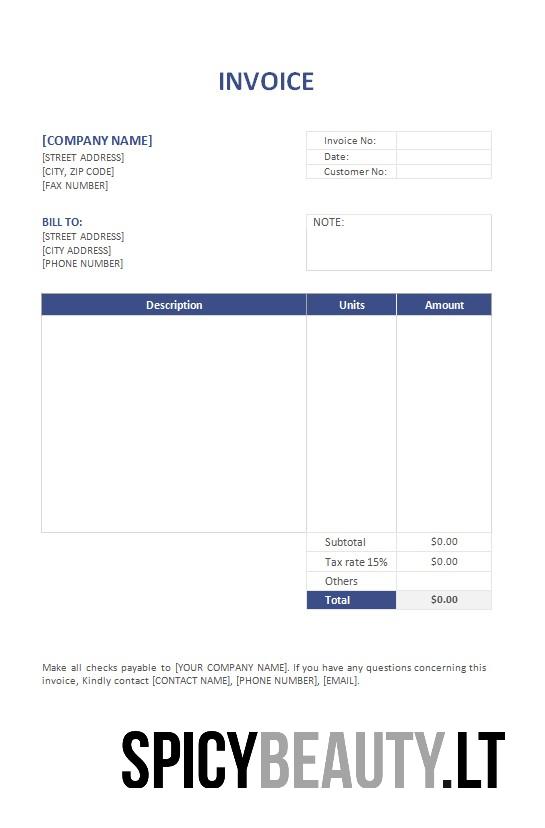 INVOICE
[COMPANY NAME]
[STREET ADDRESS]
[CITY, ZIP CODE]
[FAX NUMBER]
Invoice No:
Date:
Customer No:
BILL TO:
[STREET ADDRESS]
[CITY ADDRESS]
[PHONE NUMBER]
NOTE:
Description Units Amount
Subtotal $0.00
Tax rate 15% $0.00
Others
Total $0.00
Make all checks payable to [YOUR COMPANY NAME]. If you have any questions concerning this
invoice, Kindly contact [CONTACT NAME], [PHONE NUMBER], [EMAIL].
SPICYBEAUTY.LT